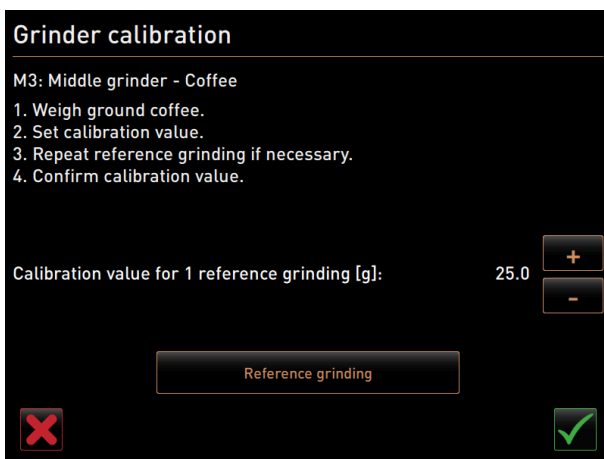 Grinder calibration
M3: Middle grinder - Coffee
1. Weigh ground coffee.
2. Set calibration value.
3. Repeat reference grinding if necessary.
4. Confirm calibration value.
+
Calibration value for 1 reference grinding [g]: 25.0
-
Reference grinding